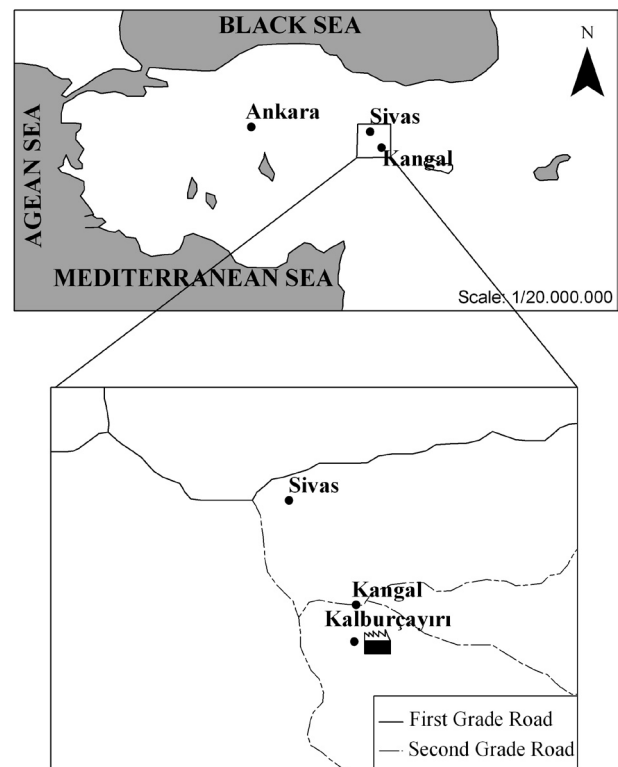 BLACK SEA
N
Ankara
Sivas
Kangal
AGEAN SEA
MEDITERRANEAN SEA
Scale: 1/20.000.000
Sivas
Kangal
Kalburçayırı
First Grade Road
Second Grade Road